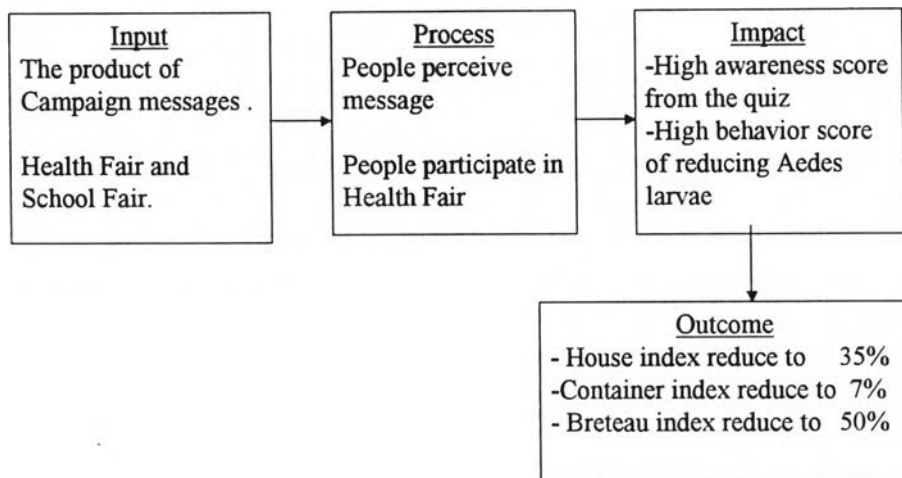 Input
The product of
Campaign messages .
Health Fair and
School Fair.
Process
People perceive
message
People participate in
Health Fair
Impact
-High awareness score
from the quiz
-High behavior score
of reducing Aedes
larvae
Outcome
- House index reduce to 35%
-Container index reduce to 7%
- Breteau index reduce to 50%